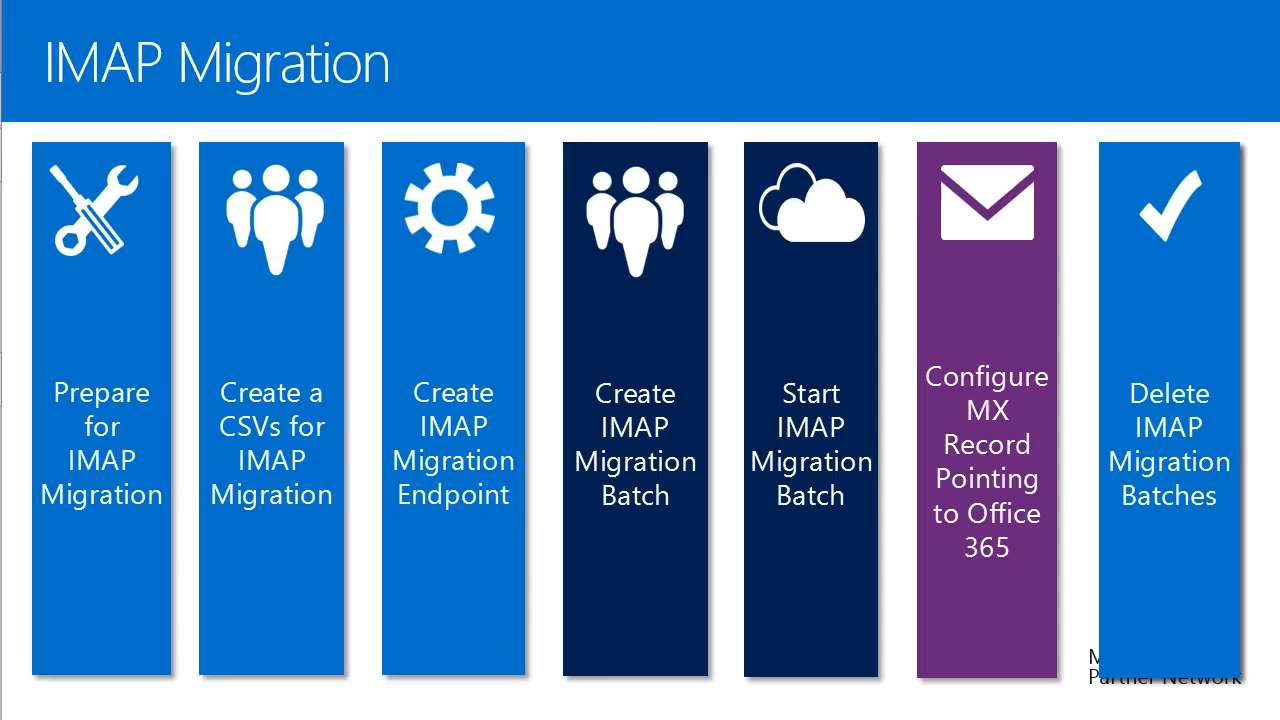 IMAP Migration
Prepare
for
IMAP
Migration
Create a
CSVs for
IMAP
Migration
Create
IMAP
Migration
Endpoint
Create
IMAP
Migration
Batch
Start
IMAP
Migration
Batch
Configure
MX
Record
Pointing
to Office
365
Delete
IMAP
Migration
Batches
Partner Network